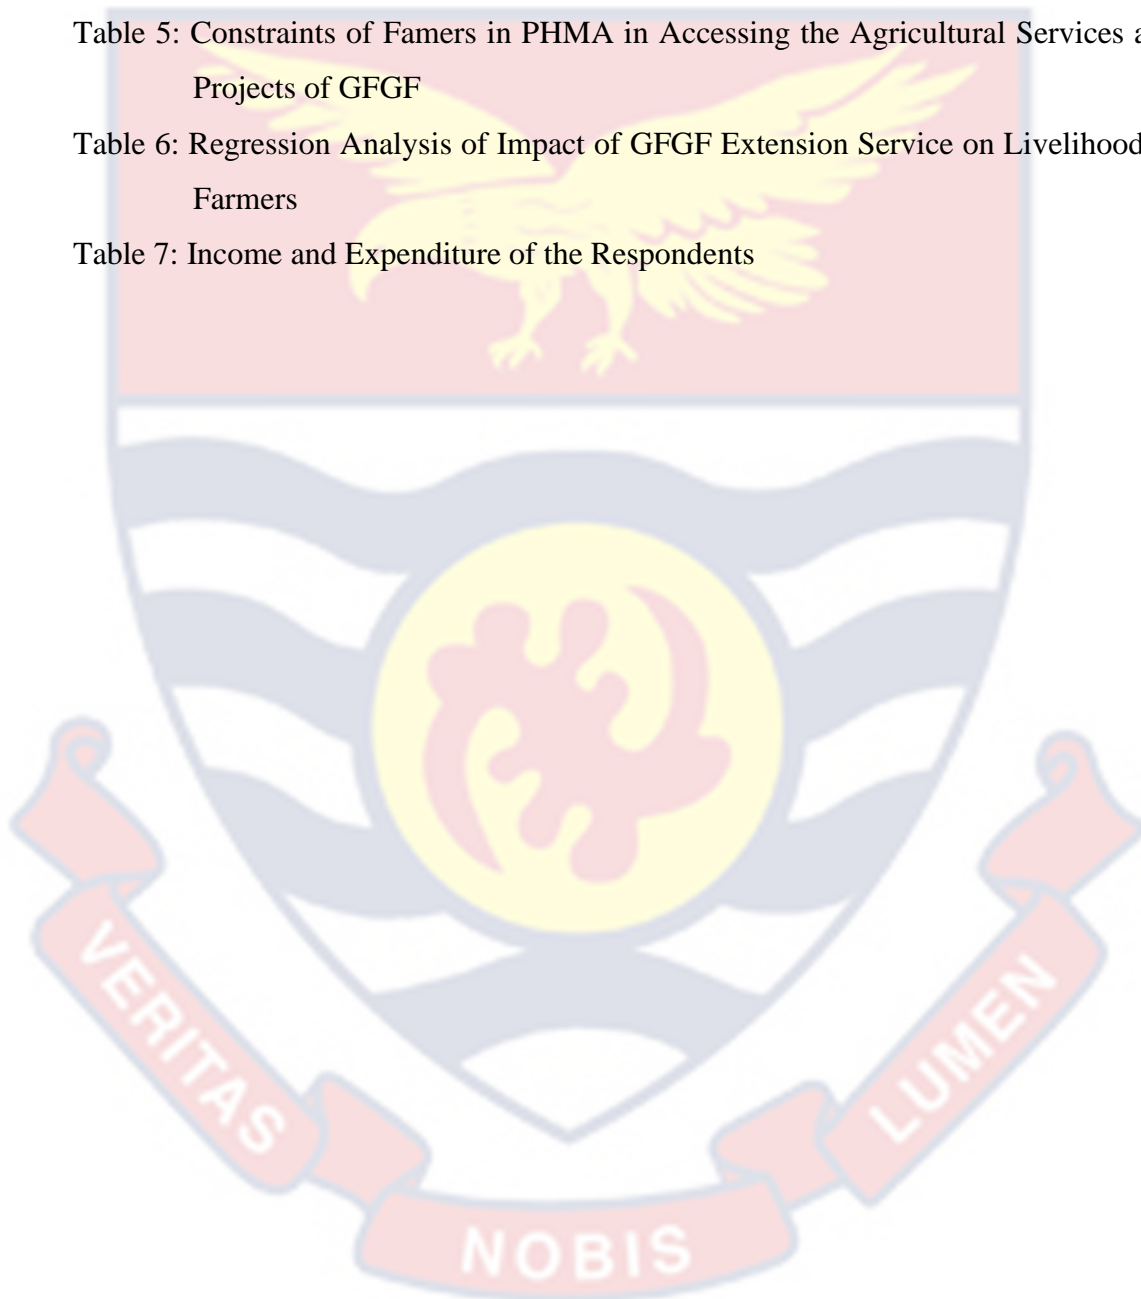 Table 5: Constraints of Famers in PHMA in Accessing the Agricultural Services a
Projects of GFGF
Table 6: Regression Analysis of Impact of GFGF Extension Service on Livelihood
Farmers
Table 7: Income and Expenditure of the Respondents
VERITAS
NOBIS
LUMEN